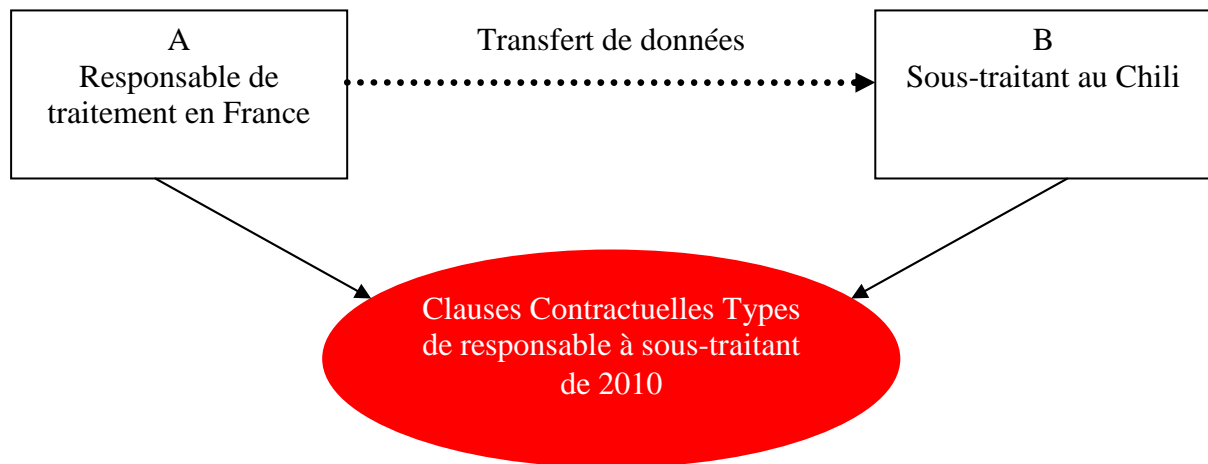 A
Responsable de
traitement en France
Transfert de données
B
Sous-traitant au Chili
Clauses Contractuelles Types
de responsable à sous-traitant
de 2010